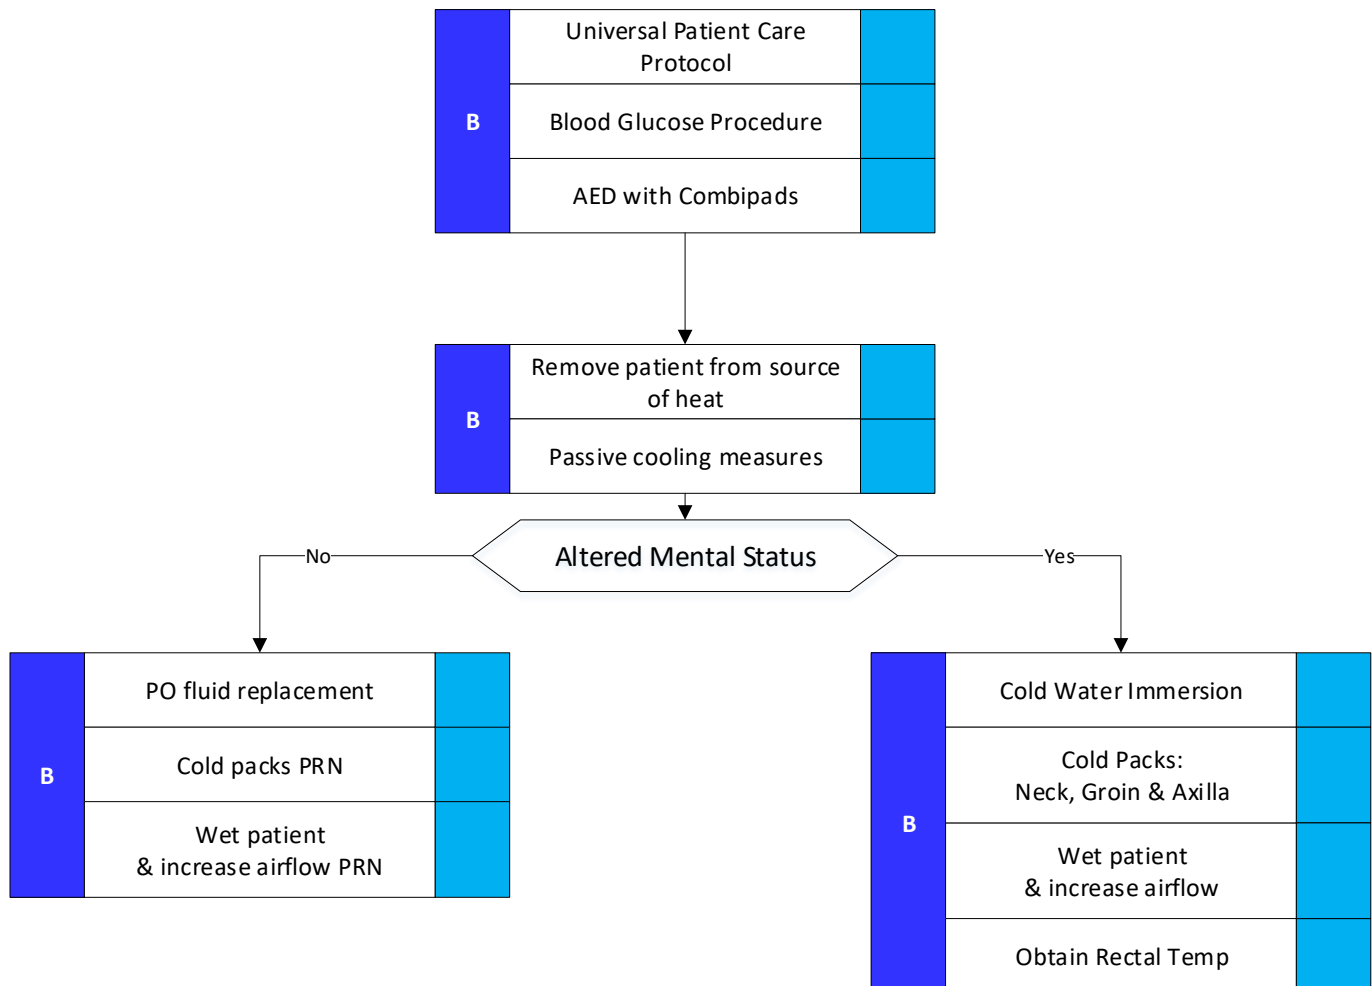 Universal Patient Care
Protocol
B
Blood Glucose Procedure
AED with Combipads
Remove patient from source
of heat
B
Passive cooling measures
Altered Mental Status
No
Yes
PO fluid replacement
Cold packs PRN
B
Wet patient
& increase airflow PRN
Cold Water Immersion
Cold Packs:
Neck, Groin & Axilla
B
Wet patient
& increase airflow
Obtain Rectal Temp